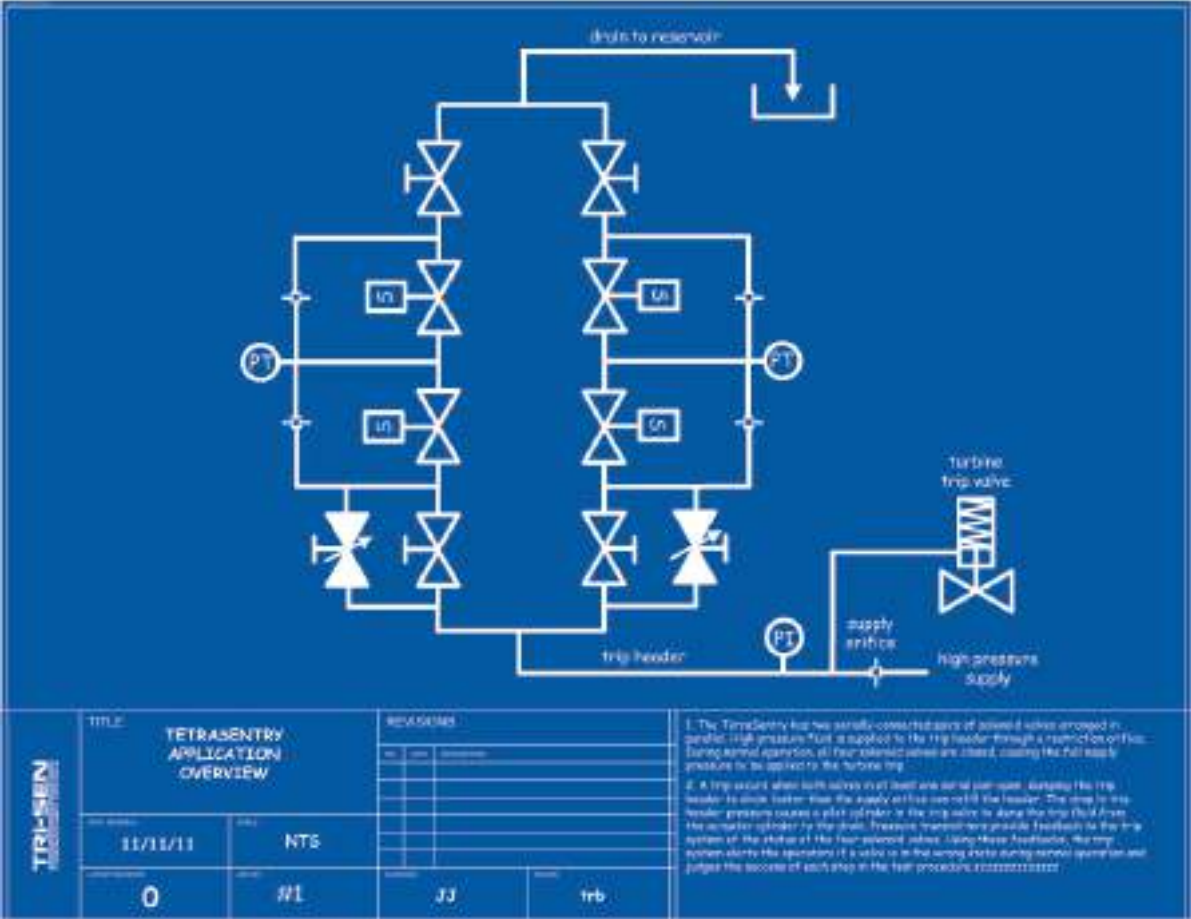 drain to reservoir
S
S
PT
PT
S
S
turbine
trip valve
PI
supply
orifice
trip header
high pressure
supply
TRI-SEN
TITLE
TETRASENTRY
APPLICATION
OVERVIEW
REVISIONS
11/11/11
NTS
0
#1
JJ
trb
1. The TetraSentry has two serially-connected pairs of solenoid valves arranged in
parallel. High pressure fluid is supplied to the trip header through a restriction orifice.
During normal operation, all four solenoid valves are closed, causing the full supply
pressure to be applied to the turbine trip
2. A trip occurs when both valves in at least one serial pair open, dumping the trip
header to drain faster than the supply orifice can refill the header. The drop in trip
header pressure causes a pilot cylinder in the trip valve to dump the trip fluid from
the actuator cylinder to the drain. Pressure transmitters provide feedback to the trip
system of the status of the four solenoid valves. Using these feedbacks, the trip
system alerts the operators if a valve is in the wrong state during normal operation and
judges the success of each step in the test procedure.